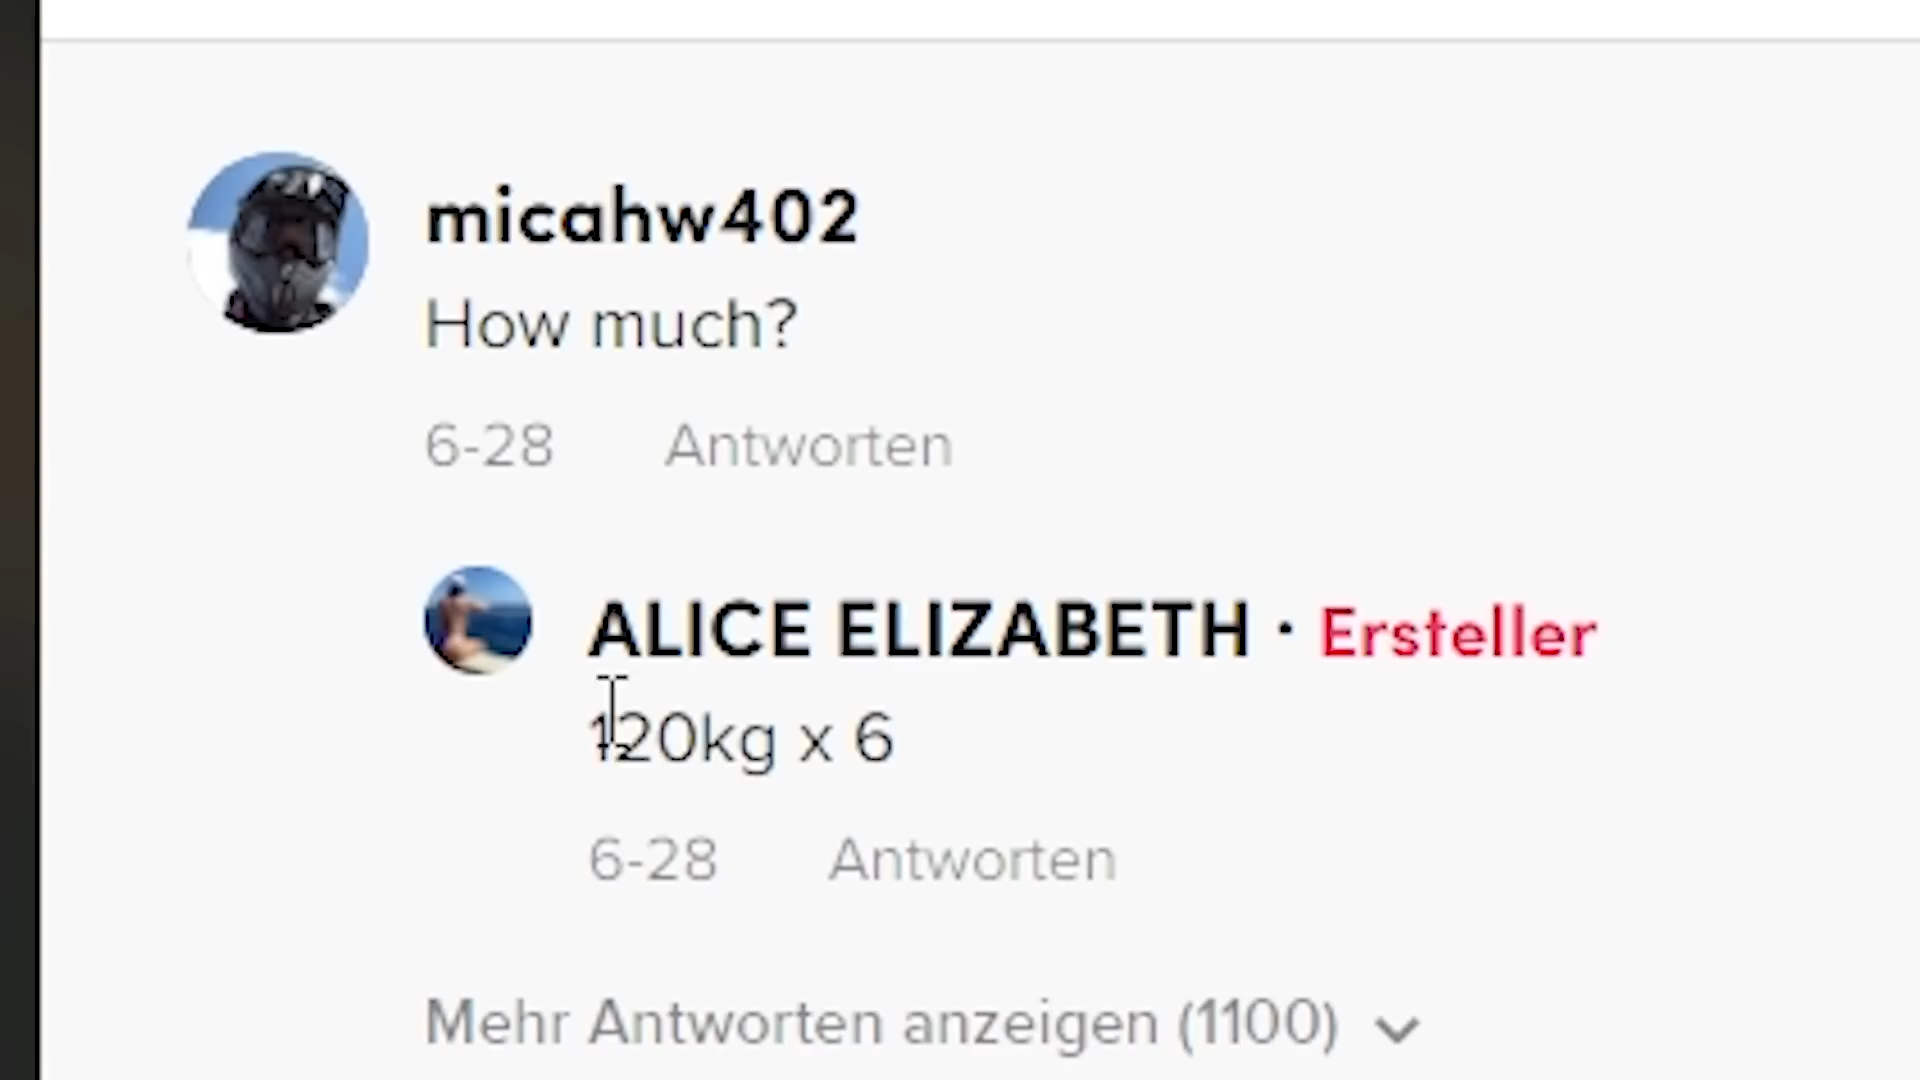 micahw402
How much?
6-28 Antworten
ALICE ELIZABETH · Ersteller
120kg x 6
6-28 Antworten
Mehr Antworten anzeigen (1100)